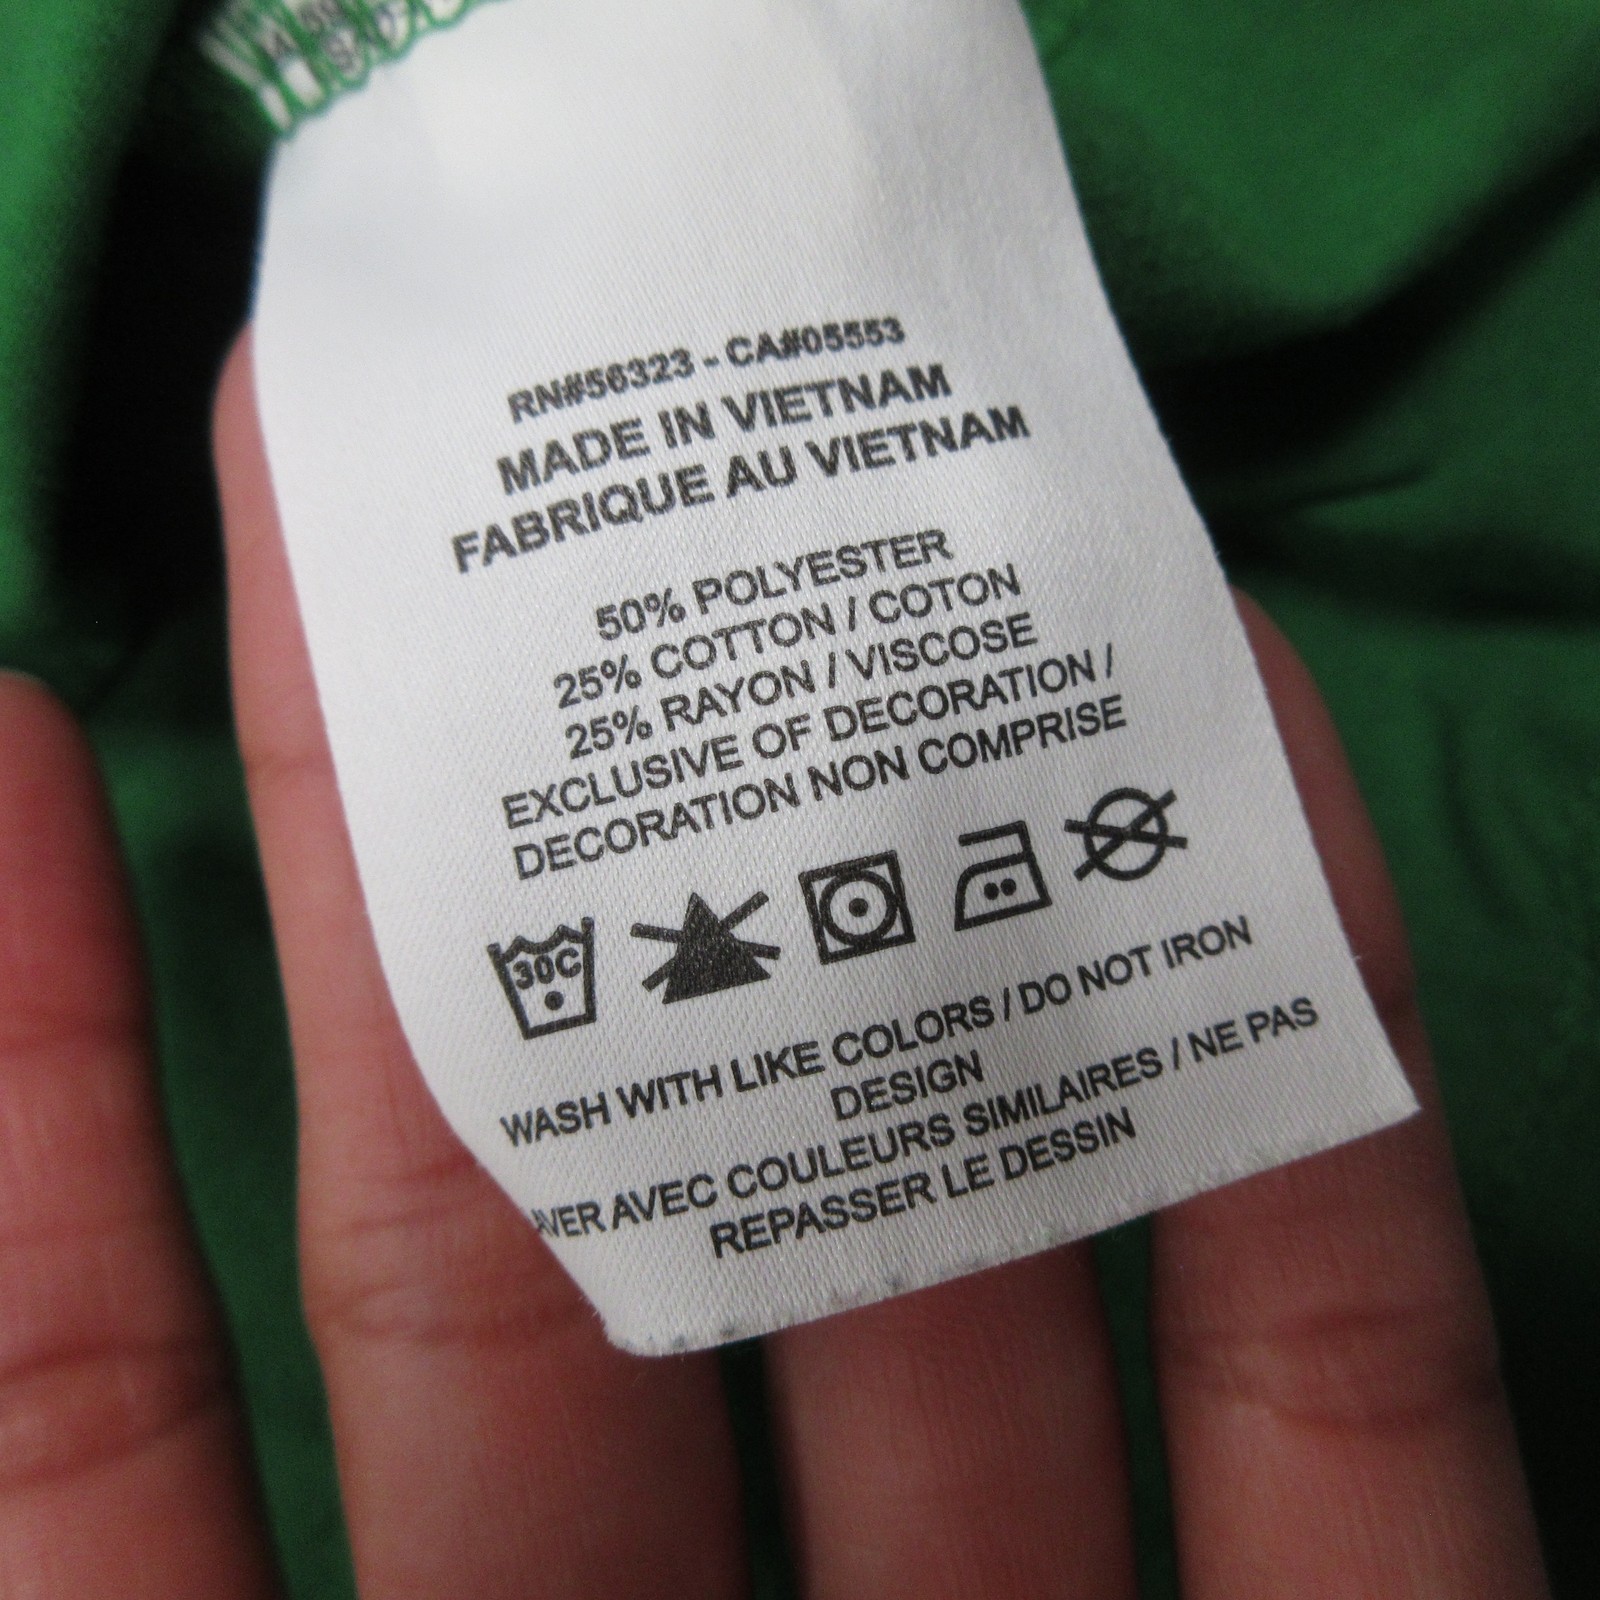 RN#56323 - CA#05553
MADE IN VIETNAM
FABRIQUE AU VIETNAM
50% POLYESTER
25% COTTON / COTON
25% RAYON / VISCOSE
EXCLUSIVE OF DECORATION /
DECORATION NON COMPRISE
30C
WASH WITH LIKE COLORS / DO NOT IRON
DESIGN
AVER AVEC COULEURS SIMILAIRES / NE PAS
REPASSER LE DESSIN